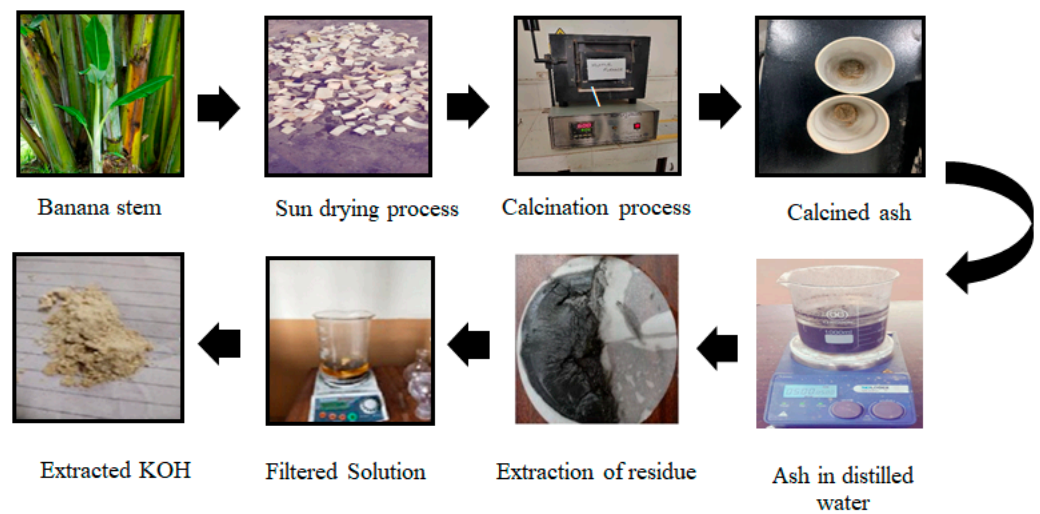 Banana stem
Sun drying process
Calcination process
Calcined ash
Extracted KOH
Filtered Solution
Extraction of residue
Ash in distilled
water